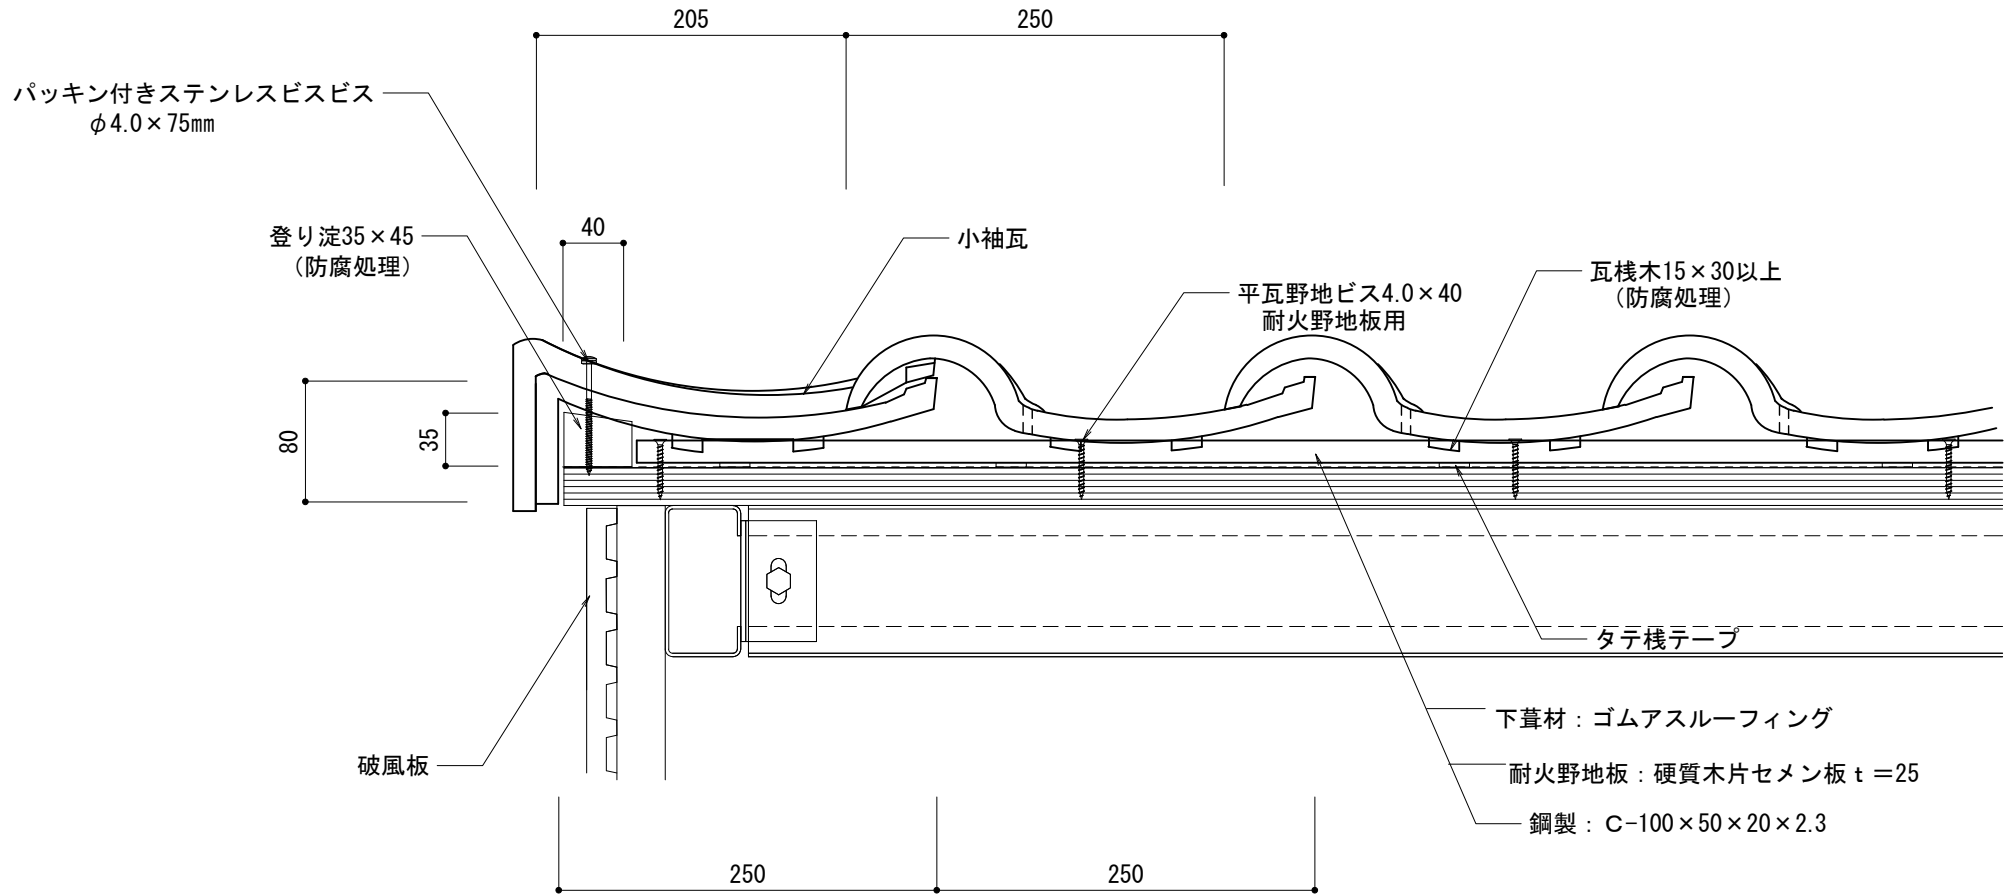 205
250
パッキン付きステンレスビスビス
φ4.0×75mm
40
登り淀35×45
（防腐処理）
小袖瓦
瓦桟木15×30以上
（防腐処理）
平瓦野地ビス4.0×40
耐火野地板用
80
35
タテ桟テープ
下葺材：ゴムアスルーフィング
破風板
耐火野地板：硬質木片セメン板ｔ＝25
鋼製：Ｃ-100×50×20×2.3
250
250